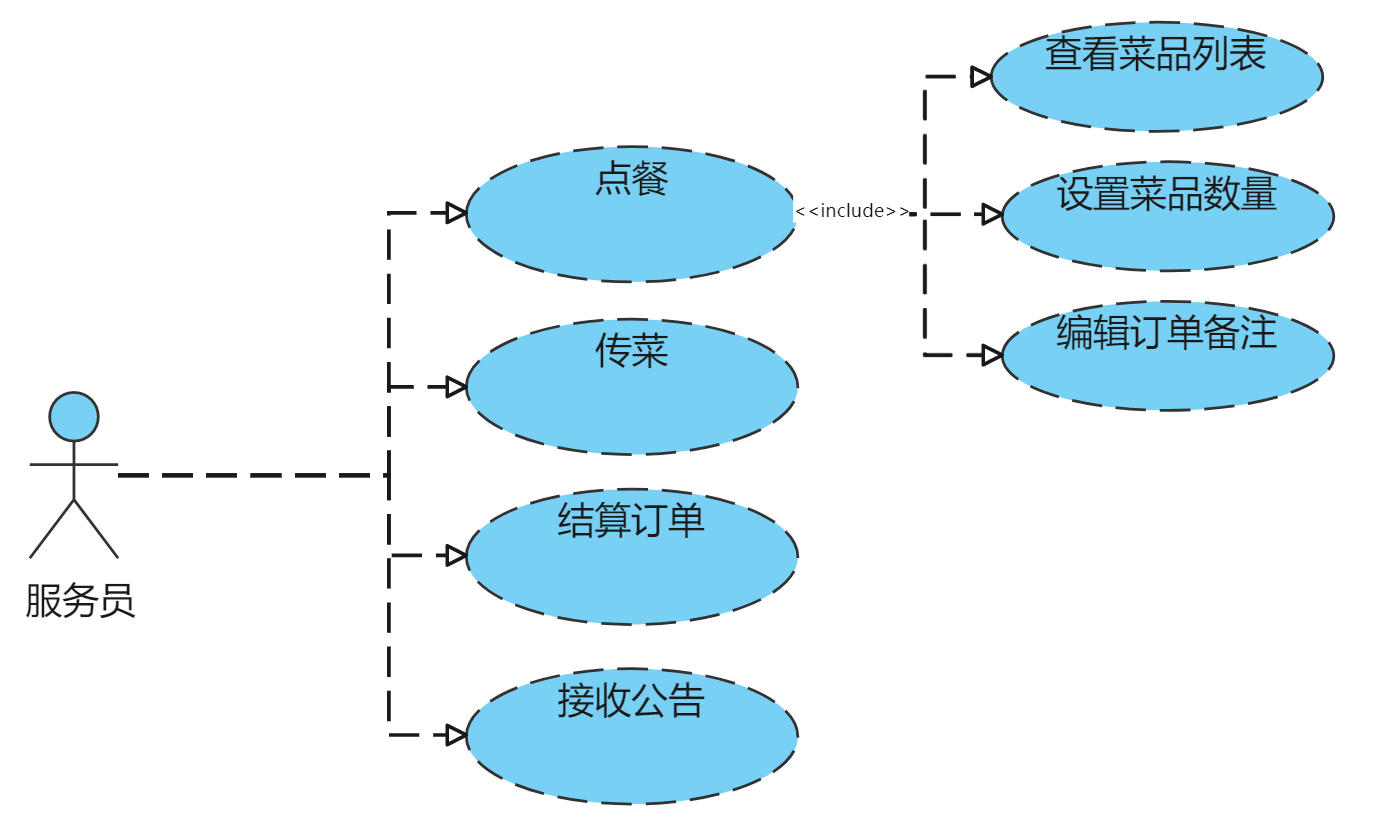 查看菜品列表
点餐
<<include>>
设置菜品数量
传菜
编辑订单备注
结算订单
服务员
接收公告